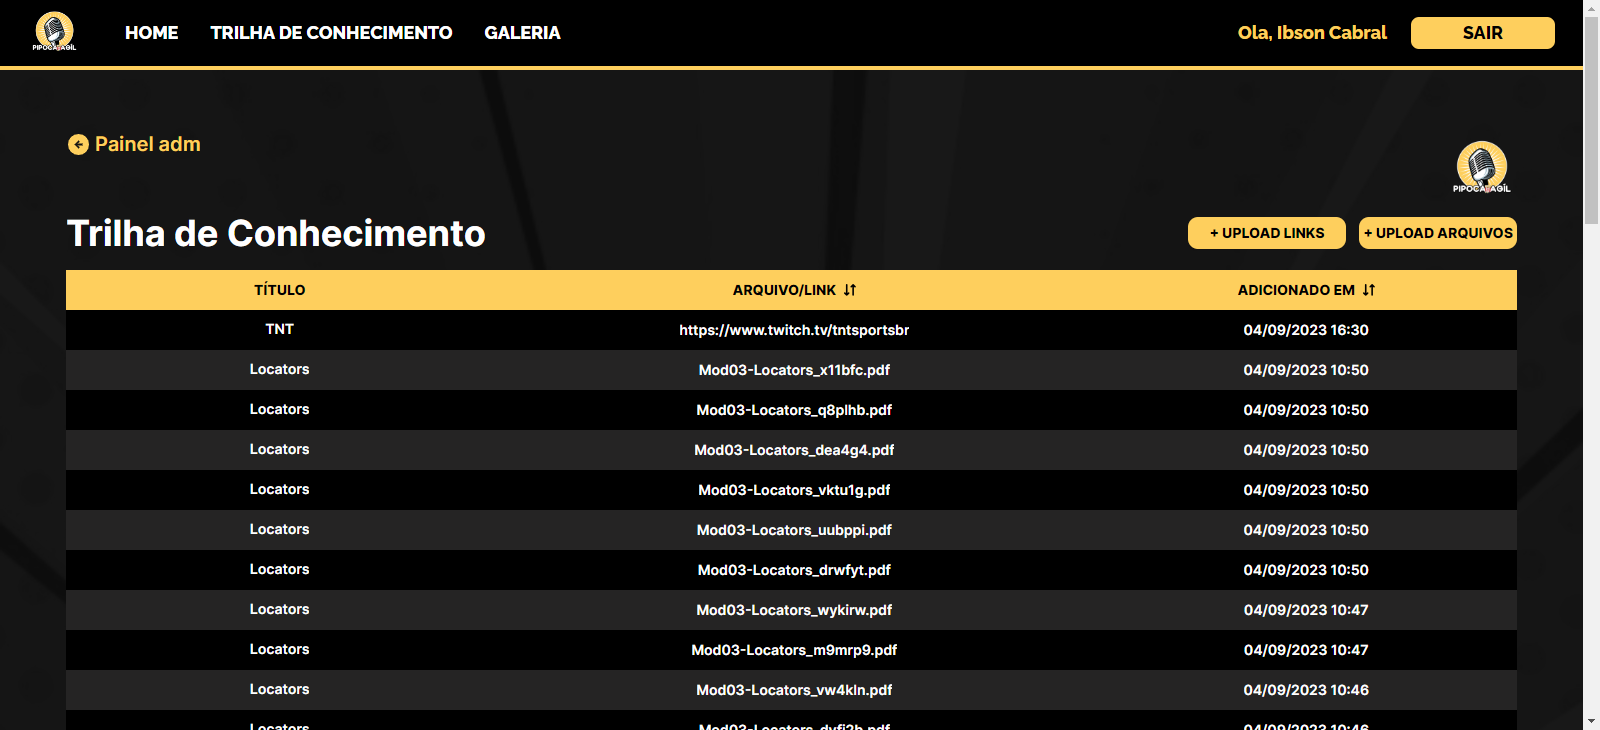 PIPOCA ÁGIL
HOME TRILHA DE CONHECIMENTO GALERIA Ola, Ibson Cabral SAIR
Painel adm
PIPOCA ÁGIL
Trilha de Conhecimento + UPLOAD LINKS + UPLOAD ARQUIVOS
TÍTULO ARQUIVO/LINK ADICIONADO EM
TNT https://www.twitch.tv/tntsportsbr 04/09/2023 16:30
Locators Mod03-Locators_x11bfc.pdf 04/09/2023 10:50
Locators Mod03-Locators_q8plhb.pdf 04/09/2023 10:50
Locators Mod03-Locators_dea4g4.pdf 04/09/2023 10:50
Locators Mod03-Locators_vktu1g.pdf 04/09/2023 10:50
Locators Mod03-Locators_uubppi.pdf 04/09/2023 10:50
Locators Mod03-Locators_drwfyt.pdf 04/09/2023 10:50
Locators Mod03-Locators_wykirw.pdf 04/09/2023 10:47
Locators Mod03-Locators_m9mrp9.pdf 04/09/2023 10:47
Locators Mod03-Locators_vw4kln.pdf 04/09/2023 10:46
Locators 04/09/2023 10:46